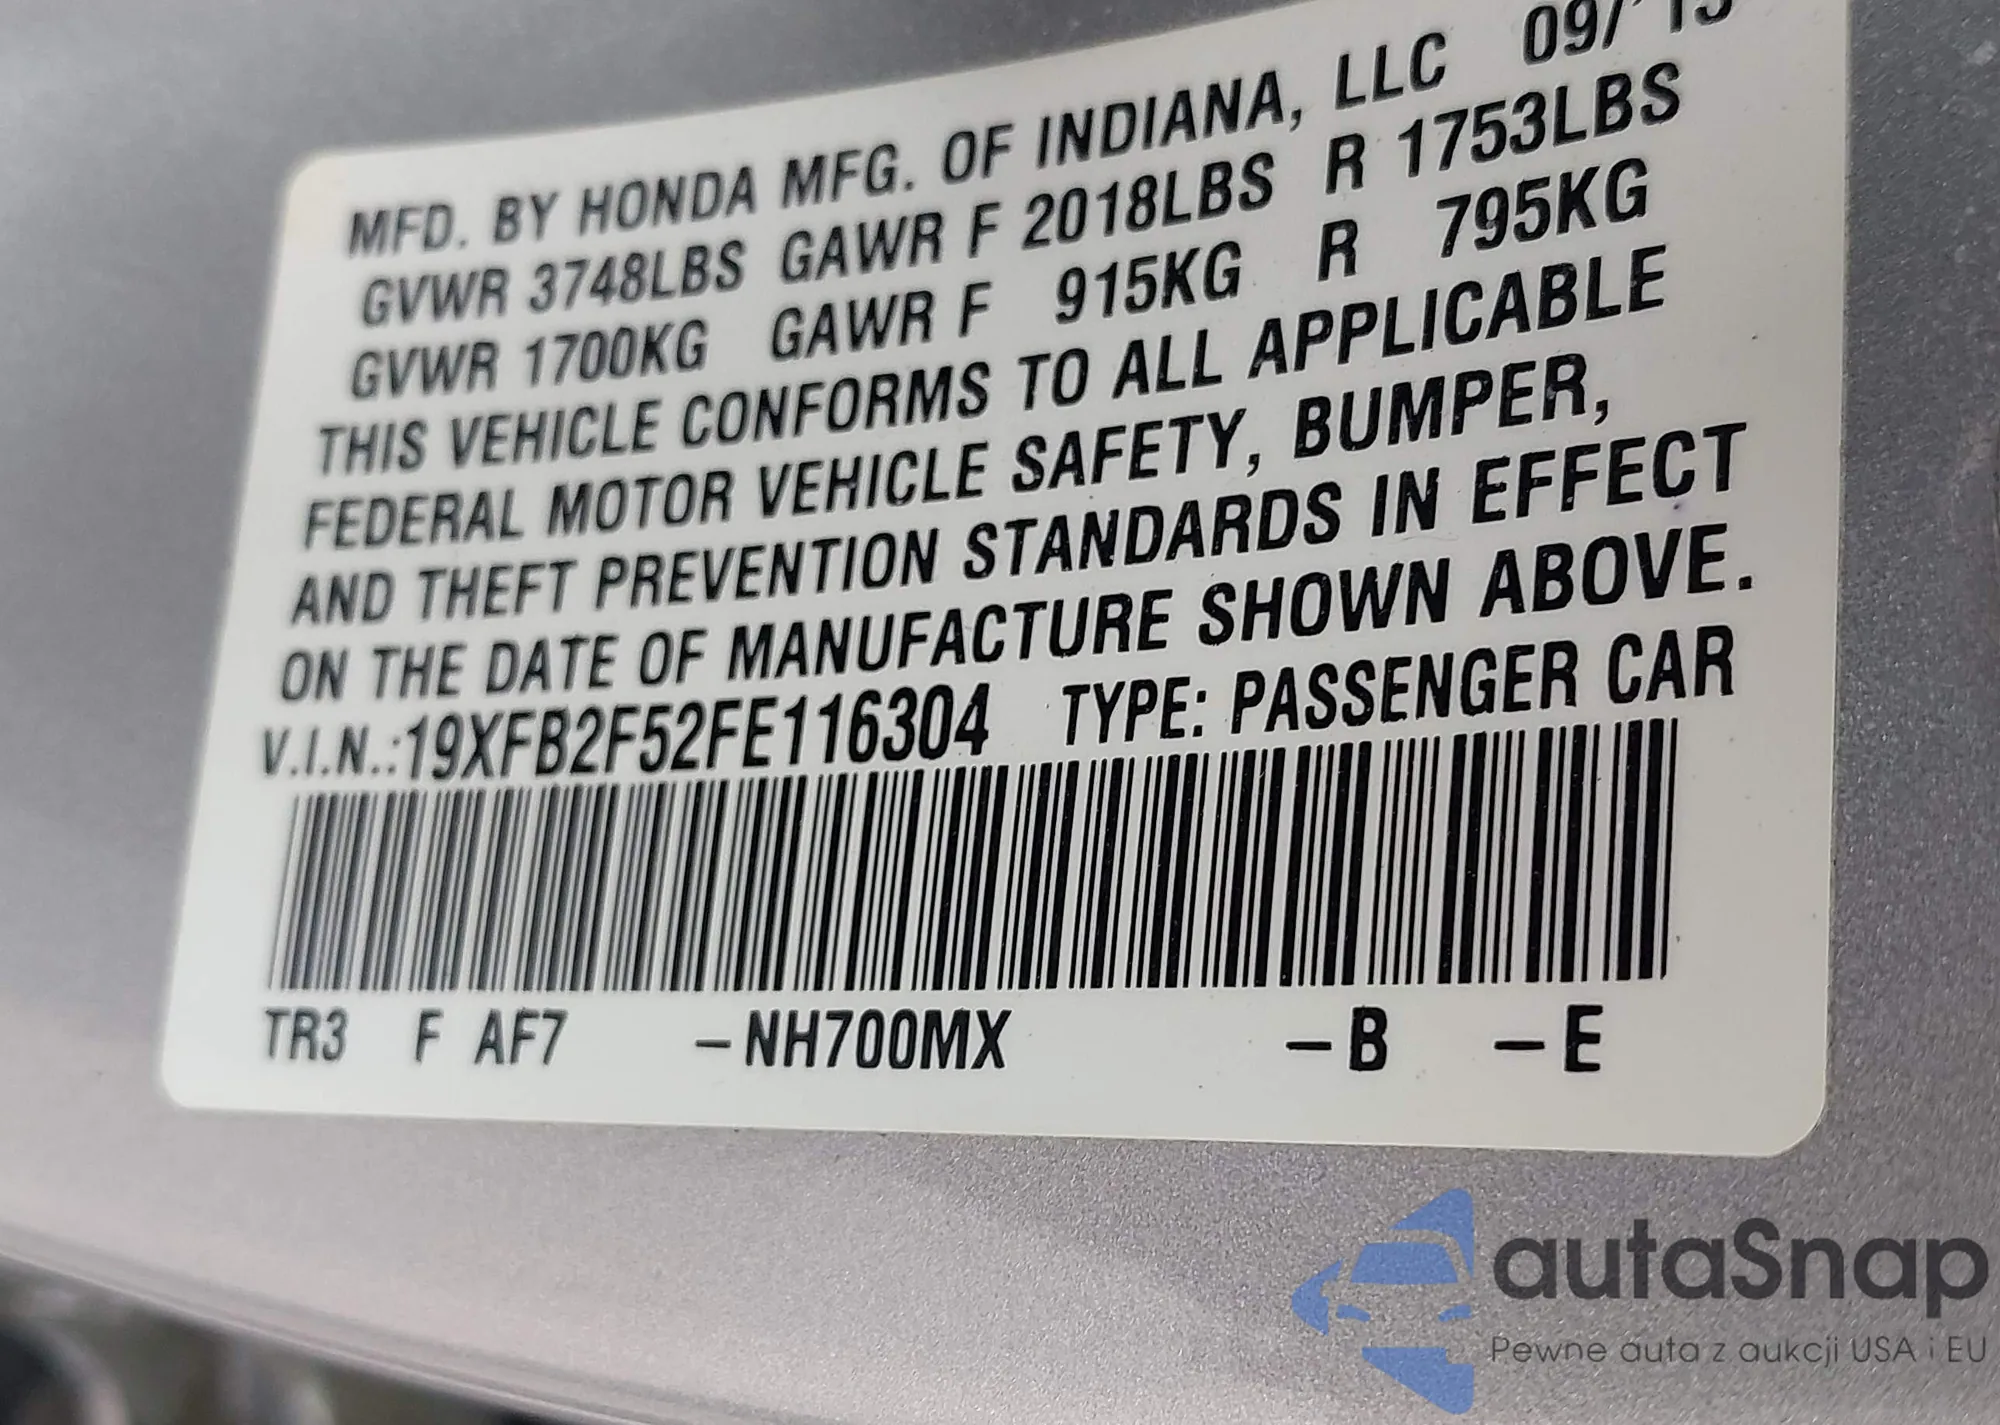 MFD. BY HONDA MFG. OF INDIANA, LLC 09/'15
GVWR 3748LBS GAWR F 2018LBS R 1753LBS
GVWR 1700KG GAWR F 915KG R 795KG
THIS VEHICLE CONFORMS TO ALL APPLICABLE
FEDERAL MOTOR VEHICLE SAFETY, BUMPER,
AND THEFT PREVENTION STANDARDS IN EFFECT
ON THE DATE OF MANUFACTURE SHOWN ABOVE.
V.I.N.:19XFB2F52FE116304 TYPE: PASSENGER CAR
TR3 F AF7 -NH700MX -B -E
autaSnap
Pewne auta z aukcji USA i EU